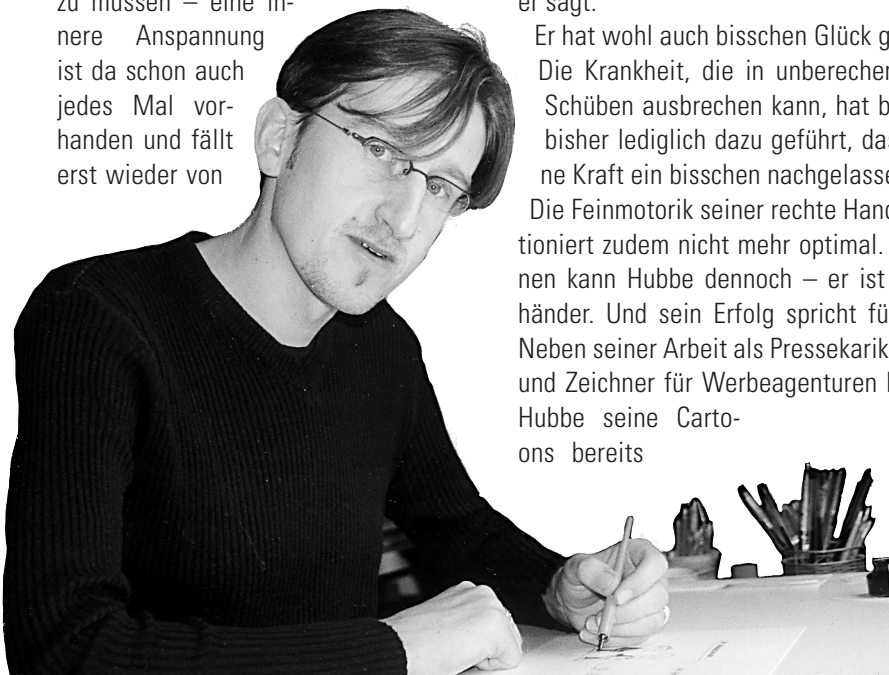 zu müssen – eine in-
nere Anspannung
ist da schon auch
jedes Mal vor-
handen und fällt
erst wieder von
er sagt.
Er hat wohl auch bisschen Glück g
Die Krankheit, die in unberechen
Schüben ausbrechen kann, hat b
bisher lediglich dazu geführt, das
ne Kraft ein bisschen nachgelasse
Die Feinmotorik seiner rechte Hand
tioniert zudem nicht mehr optimal.
nen kann Hubbe dennoch – er ist
händer. Und sein Erfolg spricht fü
Neben seiner Arbeit als Pressekarik
und Zeichner für Werbeagenturen
Hubbe seine Carto-
ons bereits